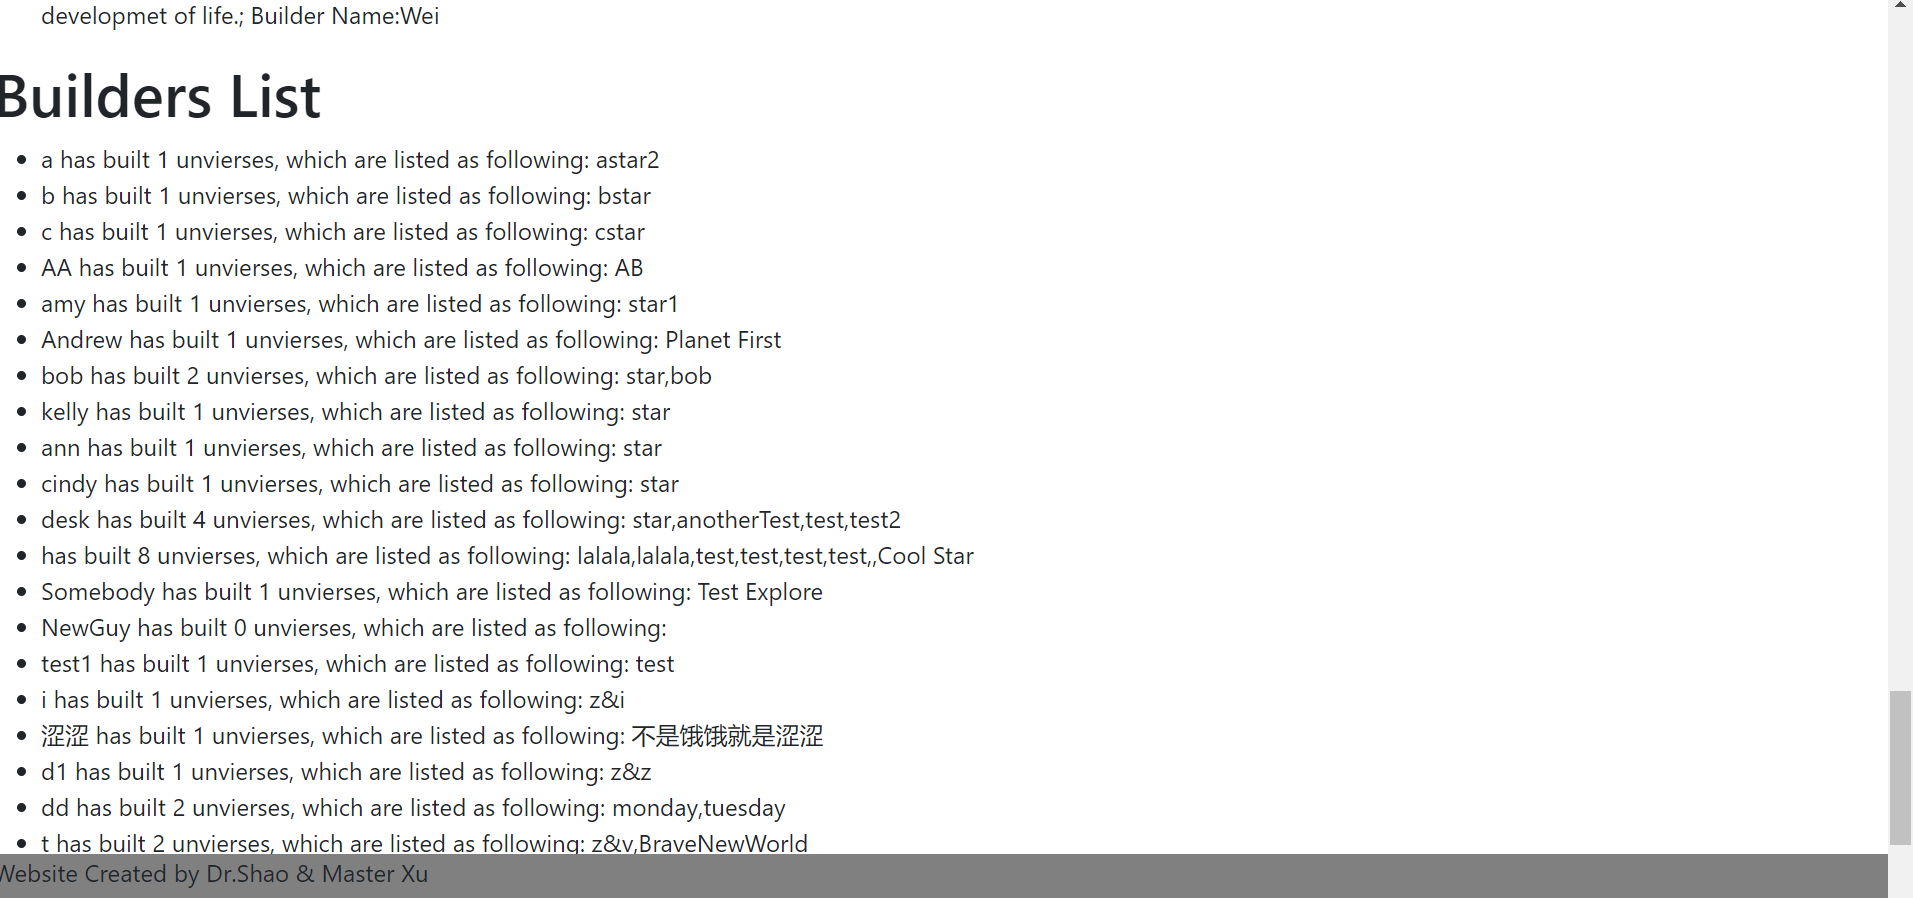 developmet of life.; Builder Name:Wei
Builders List
a has built 1 unvierses, which are listed as following: astar2
b has built 1 unvierses, which are listed as following: bstar
c has built 1 unvierses, which are listed as following: cstar
AA has built 1 unvierses, which are listed as following: AB
amy has built 1 unvierses, which are listed as following: star1
Andrew has built 1 unvierses, which are listed as following: Planet First
bob has built 2 unvierses, which are listed as following: star,bob
kelly has built 1 unvierses, which are listed as following: star
ann has built 1 unvierses, which are listed as following: star
cindy has built 1 unvierses, which are listed as following: star
desk has built 4 unvierses, which are listed as following: star,anotherTest,test,test2
has built 8 unvierses, which are listed as following: lalala,lalala,test,test,test,test,,Cool Star
Somebody has built 1 unvierses, which are listed as following: Test Explore
NewGuy has built 0 unvierses, which are listed as following:
test1 has built 1 unvierses, which are listed as following: test
i has built 1 unvierses, which are listed as following: z&i
涩涩 has built 1 unvierses, which are listed as following: 不是饿饿就是涩涩
d1 has built 1 unvierses, which are listed as following: z&z
dd has built 2 unvierses, which are listed as following: monday,tuesday
t has built 2 unvierses, which are listed as following: z&v,BraveNewWorld
Website Created by Dr.Shao & Master Xu